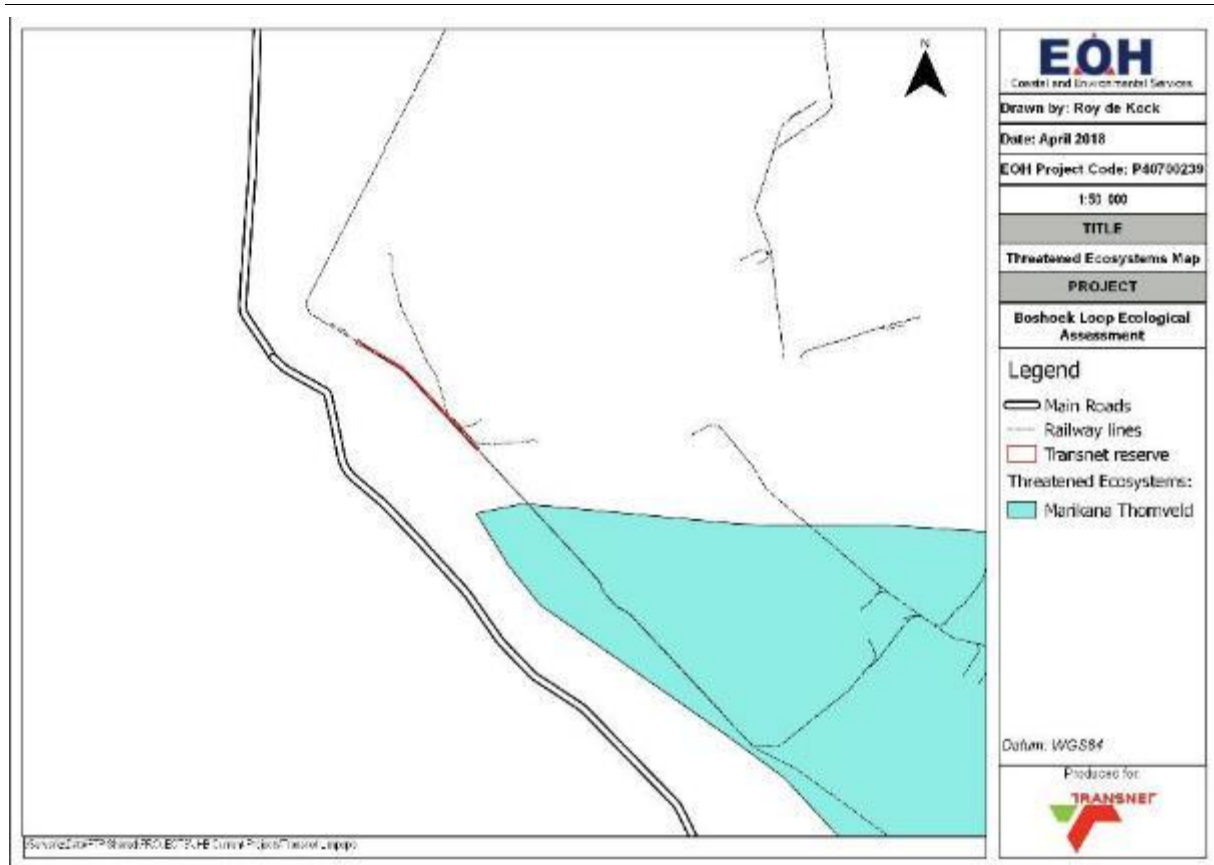 N
EOH
Coastal and Environmental Services
Drawn by: Roy de Kock
Date: April 2018
EOH Project Code: P40700239
1:50 000
TITLE
Threatened Ecosystems Map
PROJECT
Boshoek Loop Ecological
Assessment
Legend
Main Roads
Railway lines
Transnet reserve
Threatened Ecosystems:
Marikana Thornveld
Datum: WGS84
Produced for:
TRANSNET